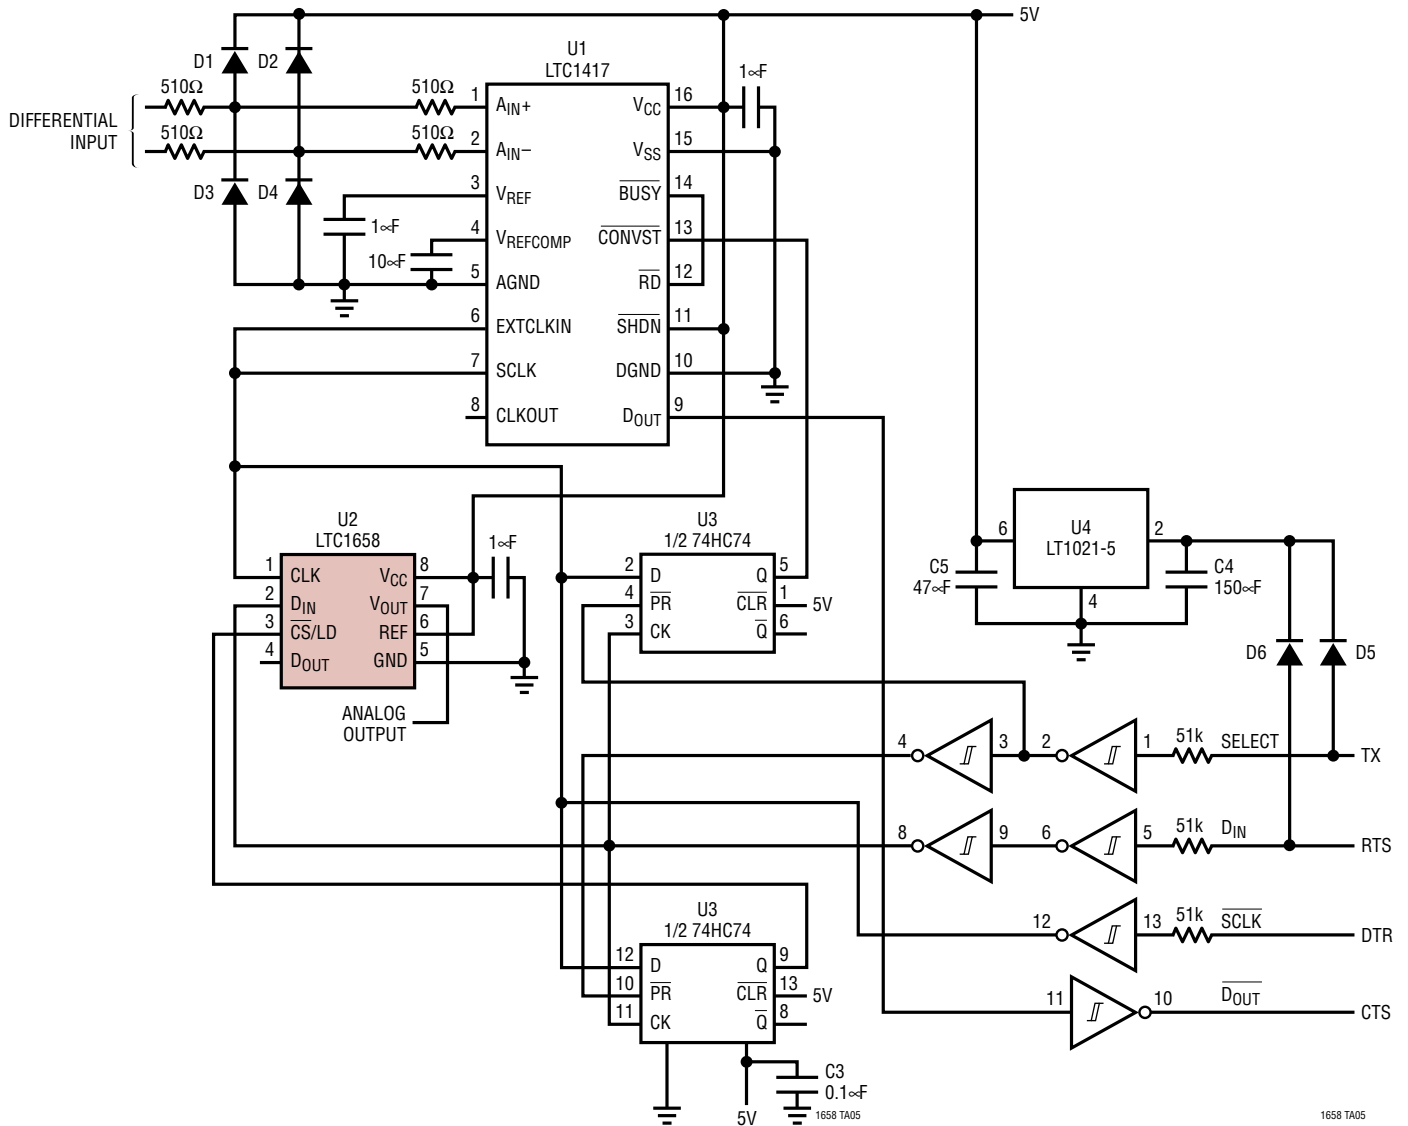 5V
U1
LTC1417
D1
D2
510Ω
510Ω
1∝F
DIFFERENTIAL
INPUT
510Ω
510Ω
D3
D4
1
AIN+
2
AIN–
3
VREF
4
VREFCOMP
5
AGND
6
EXTCLKIN
7
SCLK
8
CLKOUT
16
VCC
15
VSS
14
BUSY
13
CONVST
12
RD
11
SHDN
10
DGND
9
DOUT
1∝F
10∝F
U2
LTC1658
1∝F
1
CLK
2
DIN
3
CS/LD
4
DOUT
VCC
8
VOUT
7
REF
6
GND
5
ANALOG
OUTPUT
U3
1/2 74HC74
2
D
4
PR
3
CK
Q
5
CLR
1
5V
Q
6
6
U4
LT1021-5
2
4
C5
47∝F
C4
150∝F
D6
D5
4
3
2
1
51k
SELECT
TX
8
9
6
5
51k
DIN
RTS
12
13
51k
SCLK
DTR
11
10
DOUT
CTS
U3
1/2 74HC74
12
D
10
PR
11
CK
Q
9
CLR
13
5V
Q
8
C3
0.1∝F
5V
1658 TA05
1658 TA05